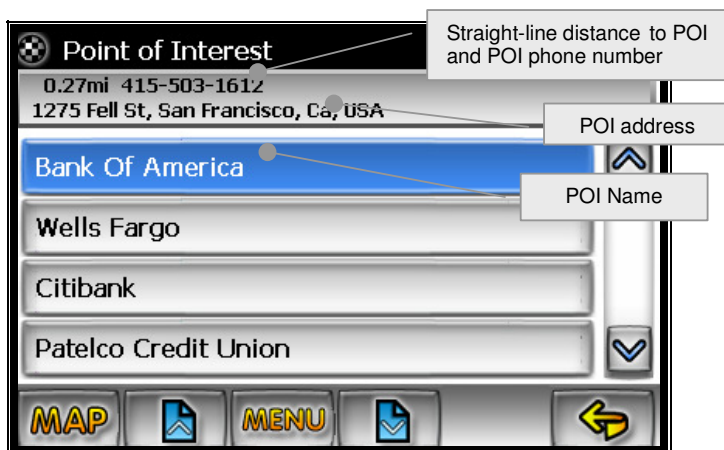 Point of Interest
Straight-line distance to POI
and POI phone number
0.27mi 415-503-1612
1275 Fell St, San Francisco, Ca, USA
POI address
Bank Of America
POI Name
Wells Fargo
Citibank
Patelco Credit Union
MAP
MENU